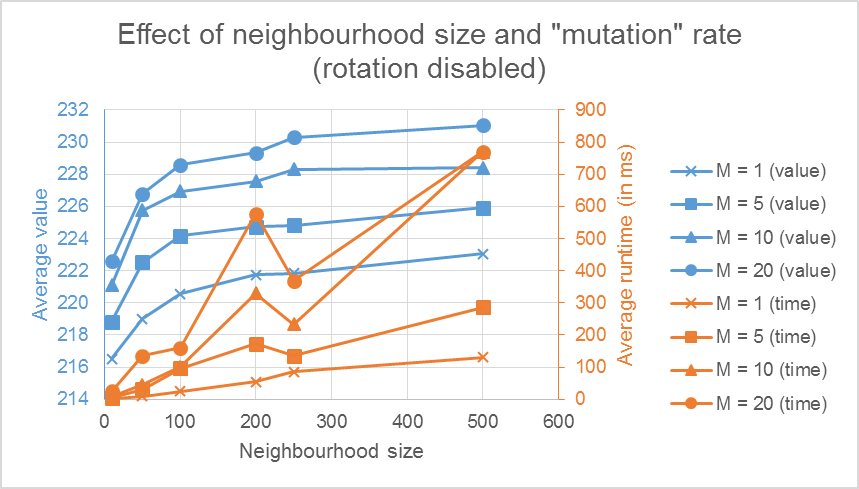 Effect of neighbourhood size and "mutation" rate
(rotation disabled)
232
230
228
226
224
222
220
218
216
214
Average value
900
800
700
600
500
400
300
200
100
0
Average runtime (in ms)
0 100 200 300 400 500 600
Neighbourhood size
M = 1 (value)
M = 5 (value)
M = 10 (value)
M = 20 (value)
M = 1 (time)
M = 5 (time)
M = 10 (time)
M = 20 (time)